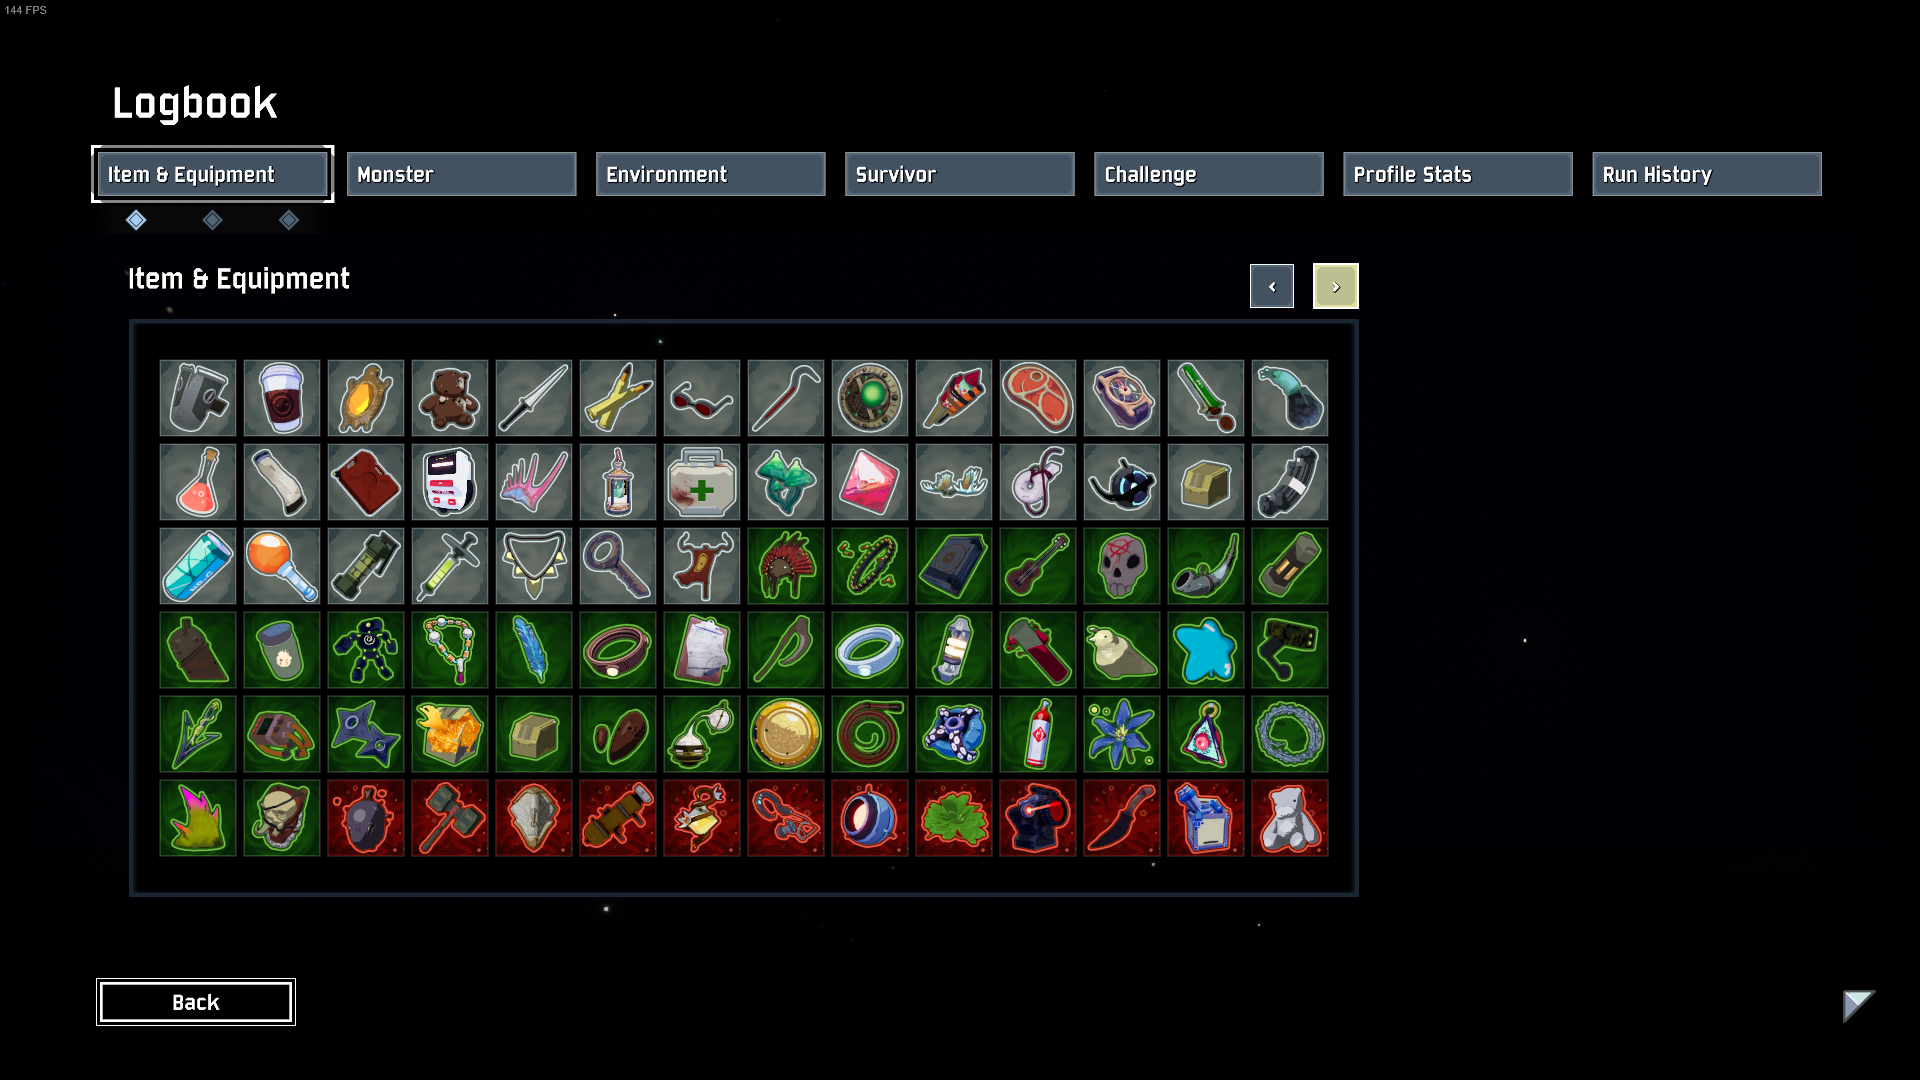 144 FPS
Logbook
Item & Equipment
Monster
Environment
Survivor
Challenge
Profile Stats
Run History
Item & Equipment
Back